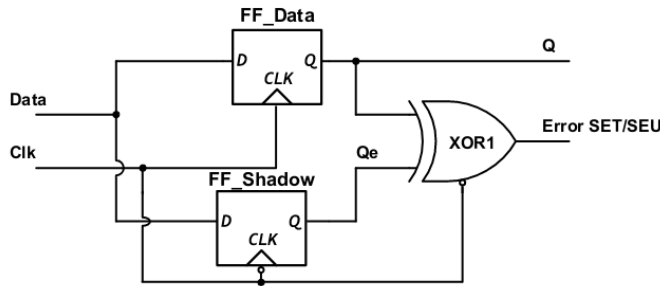 FF_Data
D Q
CLK
Q
Data
Clk
XOR1
Error SET/SEU
Qe
FF_Shadow
D Q
CLK